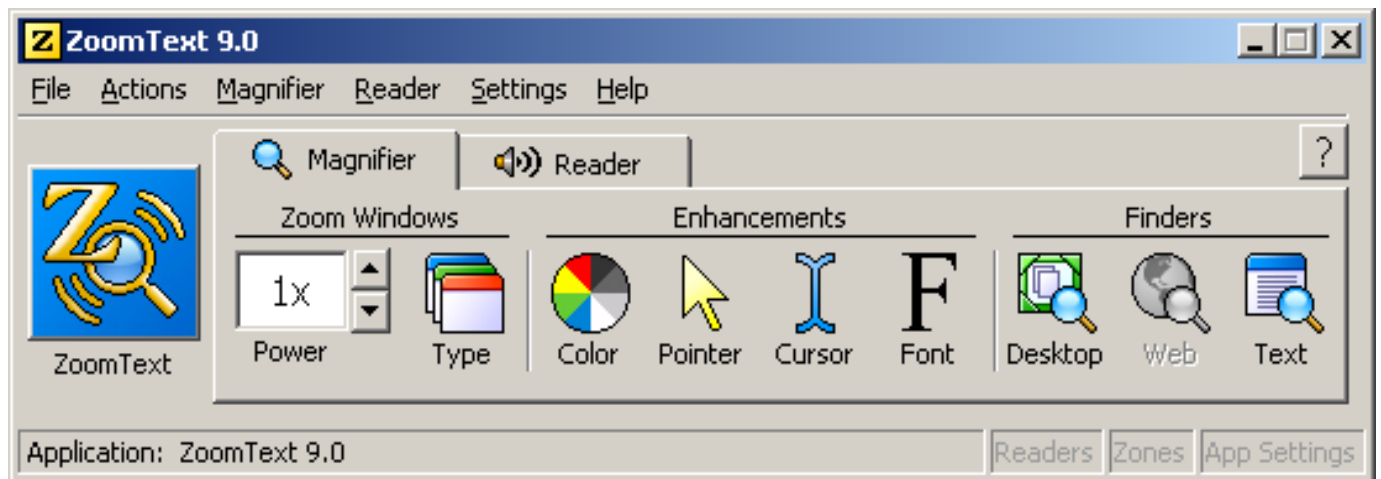 Z ZoomText 9.0
File Actions Magnifier Reader Settings Help
Magnifier Reader ?
Zoom Windows Enhancements Finders
Z 1x F
ZoomText Power Type Color Pointer Cursor Font Desktop Web Text
Application: ZoomText 9.0 Readers Zones App Settings